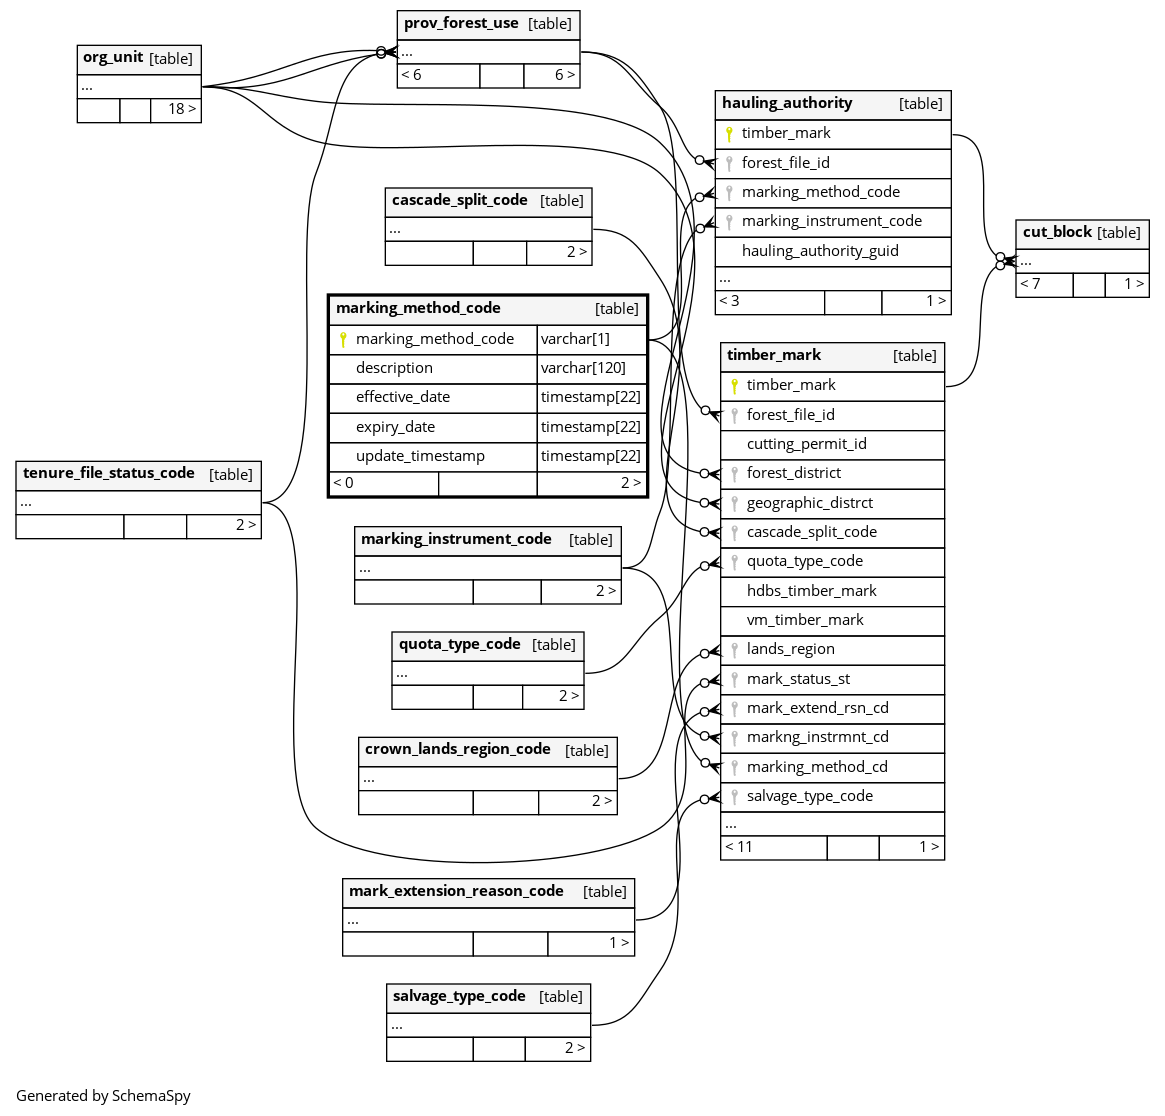 prov_forest_use [table]
...
< 6 6 >
org_unit [table]
...
18 >
hauling_authority [table]
timber_mark
forest_file_id
marking_method_code
marking_instrument_code
hauling_authority_guid
...
< 3 1 >
cascade_split_code [table]
...
2 >
cut_block [table]
...
< 7 1 >
marking_method_code [table]
marking_method_code varchar[1]
description varchar[120]
effective_date timestamp[22]
expiry_date timestamp[22]
update_timestamp timestamp[22]
< 0 2 >
timber_mark [table]
timber_mark
forest_file_id
cutting_permit_id
forest_district
geographic_distrct
cascade_split_code
quota_type_code
hdbs_timber_mark
vm_timber_mark
lands_region
mark_status_st
mark_extend_rsn_cd
markng_instrmnt_cd
marking_method_cd
salvage_type_code
...
< 11 1 >
tenure_file_status_code [table]
...
2 >
marking_instrument_code [table]
...
2 >
quota_type_code [table]
...
2 >
crown_lands_region_code [table]
...
2 >
mark_extension_reason_code [table]
...
1 >
salvage_type_code [table]
...
2 >
Generated by SchemaSpy